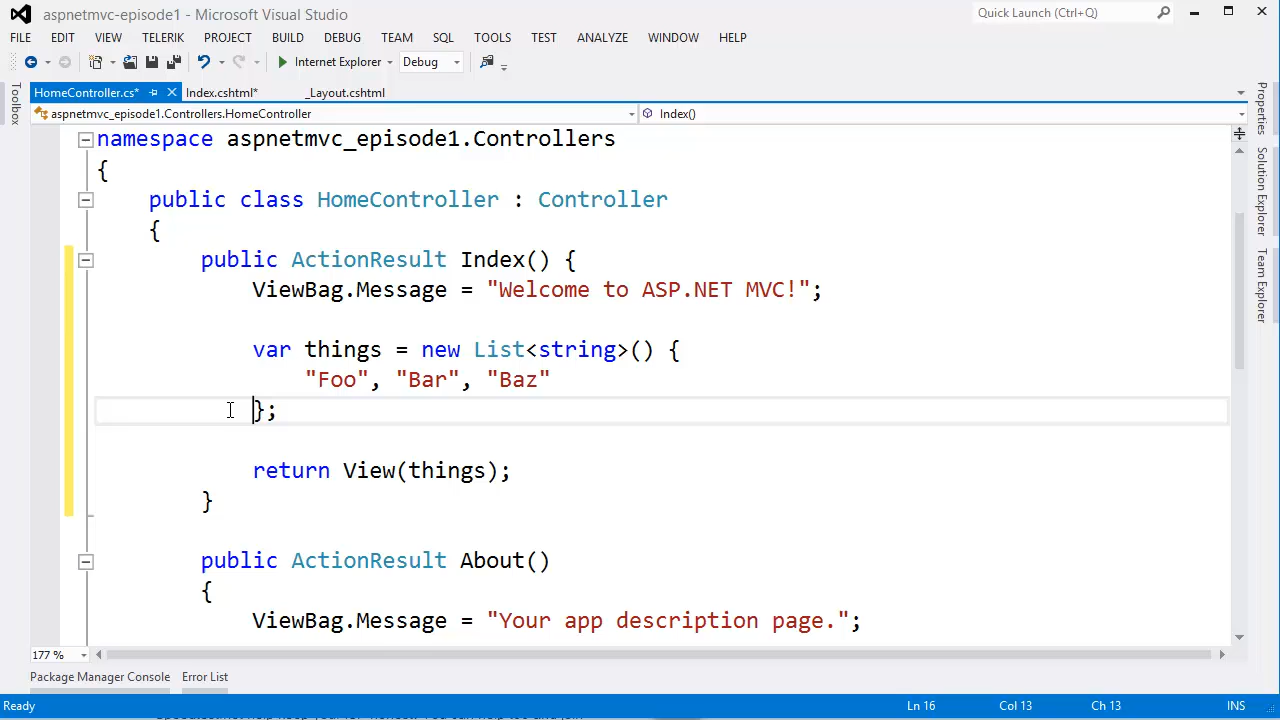 aspnetmvc-episode1 - Microsoft Visual Studio
Quick Launch (Ctrl+Q)
FILE EDIT VIEW TELERIK PROJECT BUILD DEBUG TEAM SQL TOOLS TEST ANALYZE WINDOW HELP
Internet Explorer Debug
Toolbox
HomeController.cs* Index.cshtml* _Layout.cshtml
aspnetmvc_episode1.Controllers.HomeController Index()
namespace aspnetmvc_episode1.Controllers
{
public class HomeController : Controller
{
public ActionResult Index() {
ViewBag.Message = "Welcome to ASP.NET MVC!";
var things = new List<string>() {
"Foo", "Bar", "Baz"
};
return View(things);
}
public ActionResult About()
{
ViewBag.Message = "Your app description page.";
Properties
Solution Explorer
Team Explorer
177 %
Package Manager Console Error List
Ready Ln 16 Col 13 Ch 13 INS